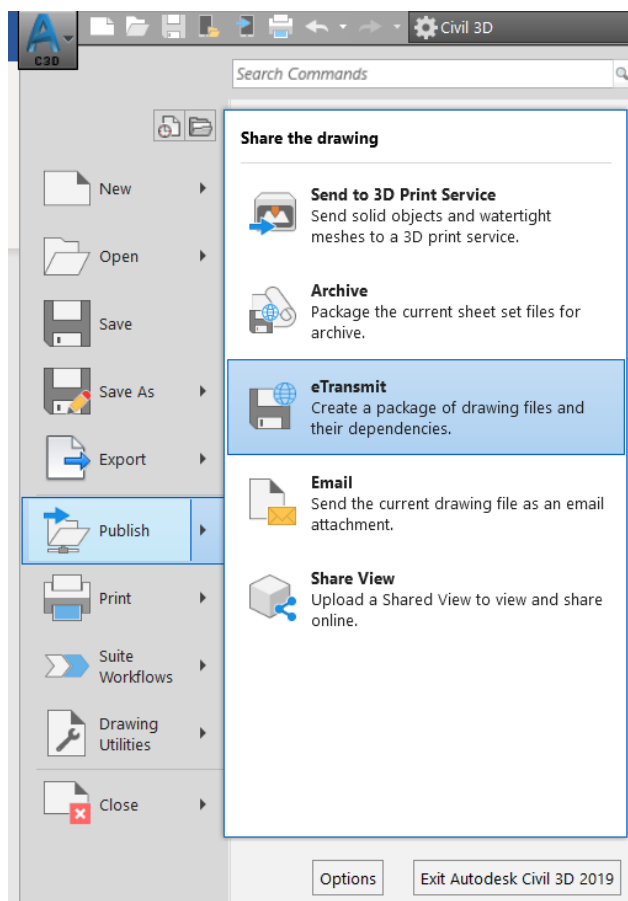 C3D
Civil 3D
Search Commands
New
Open
Save
Save As
Export
Publish
Print
Suite
Workflows
Drawing
Utilities
Close
Share the drawing
Send to 3D Print Service
Send solid objects and watertight
meshes to a 3D print service.
Archive
Package the current sheet set files for
archive.
eTransmit
Create a package of drawing files and
their dependencies.
Email
Send the current drawing file as an email
attachment.
Share View
Upload a Shared View to view and share
online.
Options
Exit Autodesk Civil 3D 2019